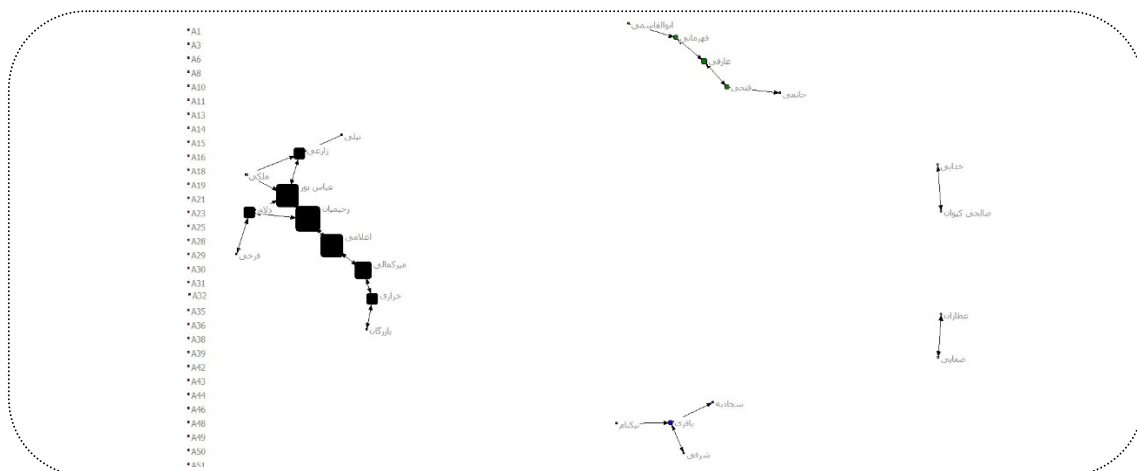 A1
A3
A6
A8
A10
A11
A13
A14
A15
A16
A18
A19
A21
A23
A25
A28
A29
A30
A31
A32
A35
A36
A38
A39
A42
A43
A44
A46
A48
A49
A50
A51
ابوالقاسمی
قهرمانی
عارفی
فتحی
حاتمی
نیلی
زارعی
ملکی
عباس پور
رحیمیان
دلاور
اعلامی
فرجی
میرکمالی
خرازی
بازرگان
خدایی
صالحی کیوان
عطاران
صفایی
سجادیه
نیکنام
باقری
شرفی